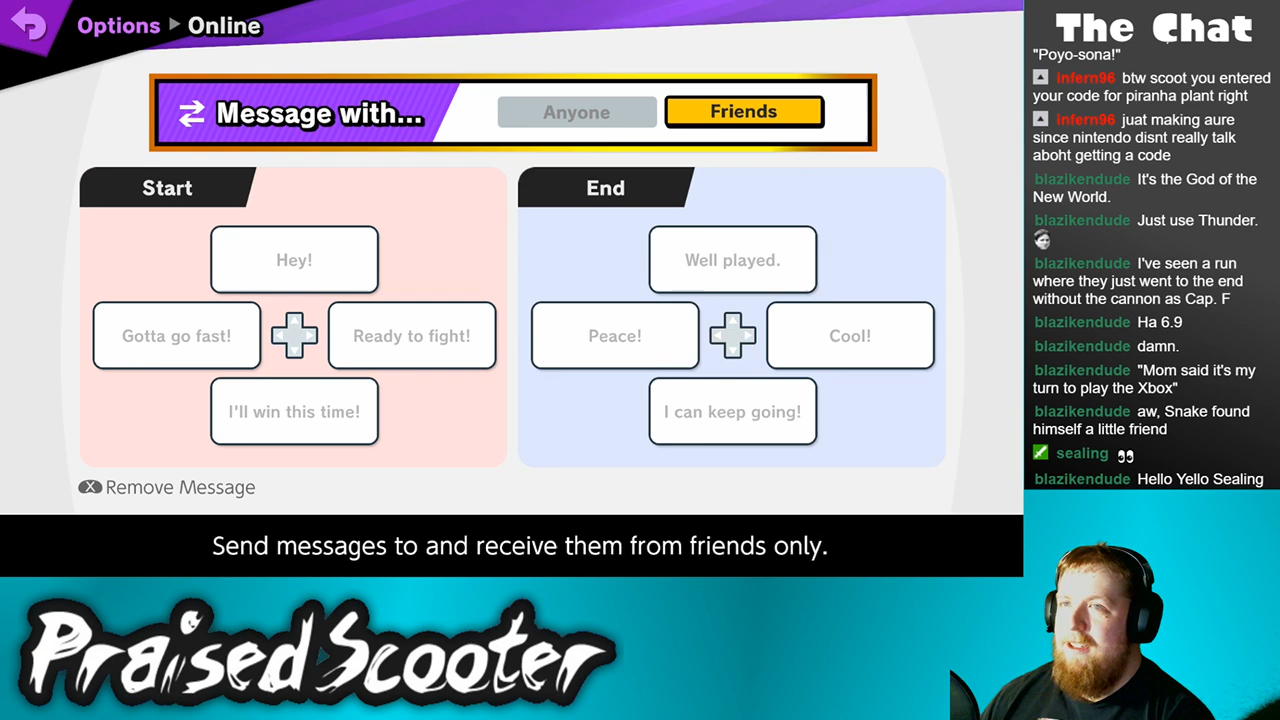 Options ▸ Online
Message with...
Anyone
Friends
Start
Hey!
Gotta go fast!
Ready to fight!
I'll win this time!
End
Well played.
Peace!
Cool!
I can keep going!
X Remove Message
Send messages to and receive them from friends only.
PraisedScooter
The Chat
"Poyo-sona!"
infern96 btw scoot you entered
your code for piranha plant right
infern96 juat making aure
since nintendo disnt really talk
aboht getting a code
blazikendude It's the God of the
New World.
blazikendude Just use Thunder.
blazikendude I've seen a run
where they just went to the end
without the cannon as Cap. F
blazikendude Ha 6.9
blazikendude damn.
blazikendude "Mom said it's my
turn to play the Xbox"
blazikendude aw, Snake found
himself a little friend
sealing 👀
blazikendude Hello Yello Sealing